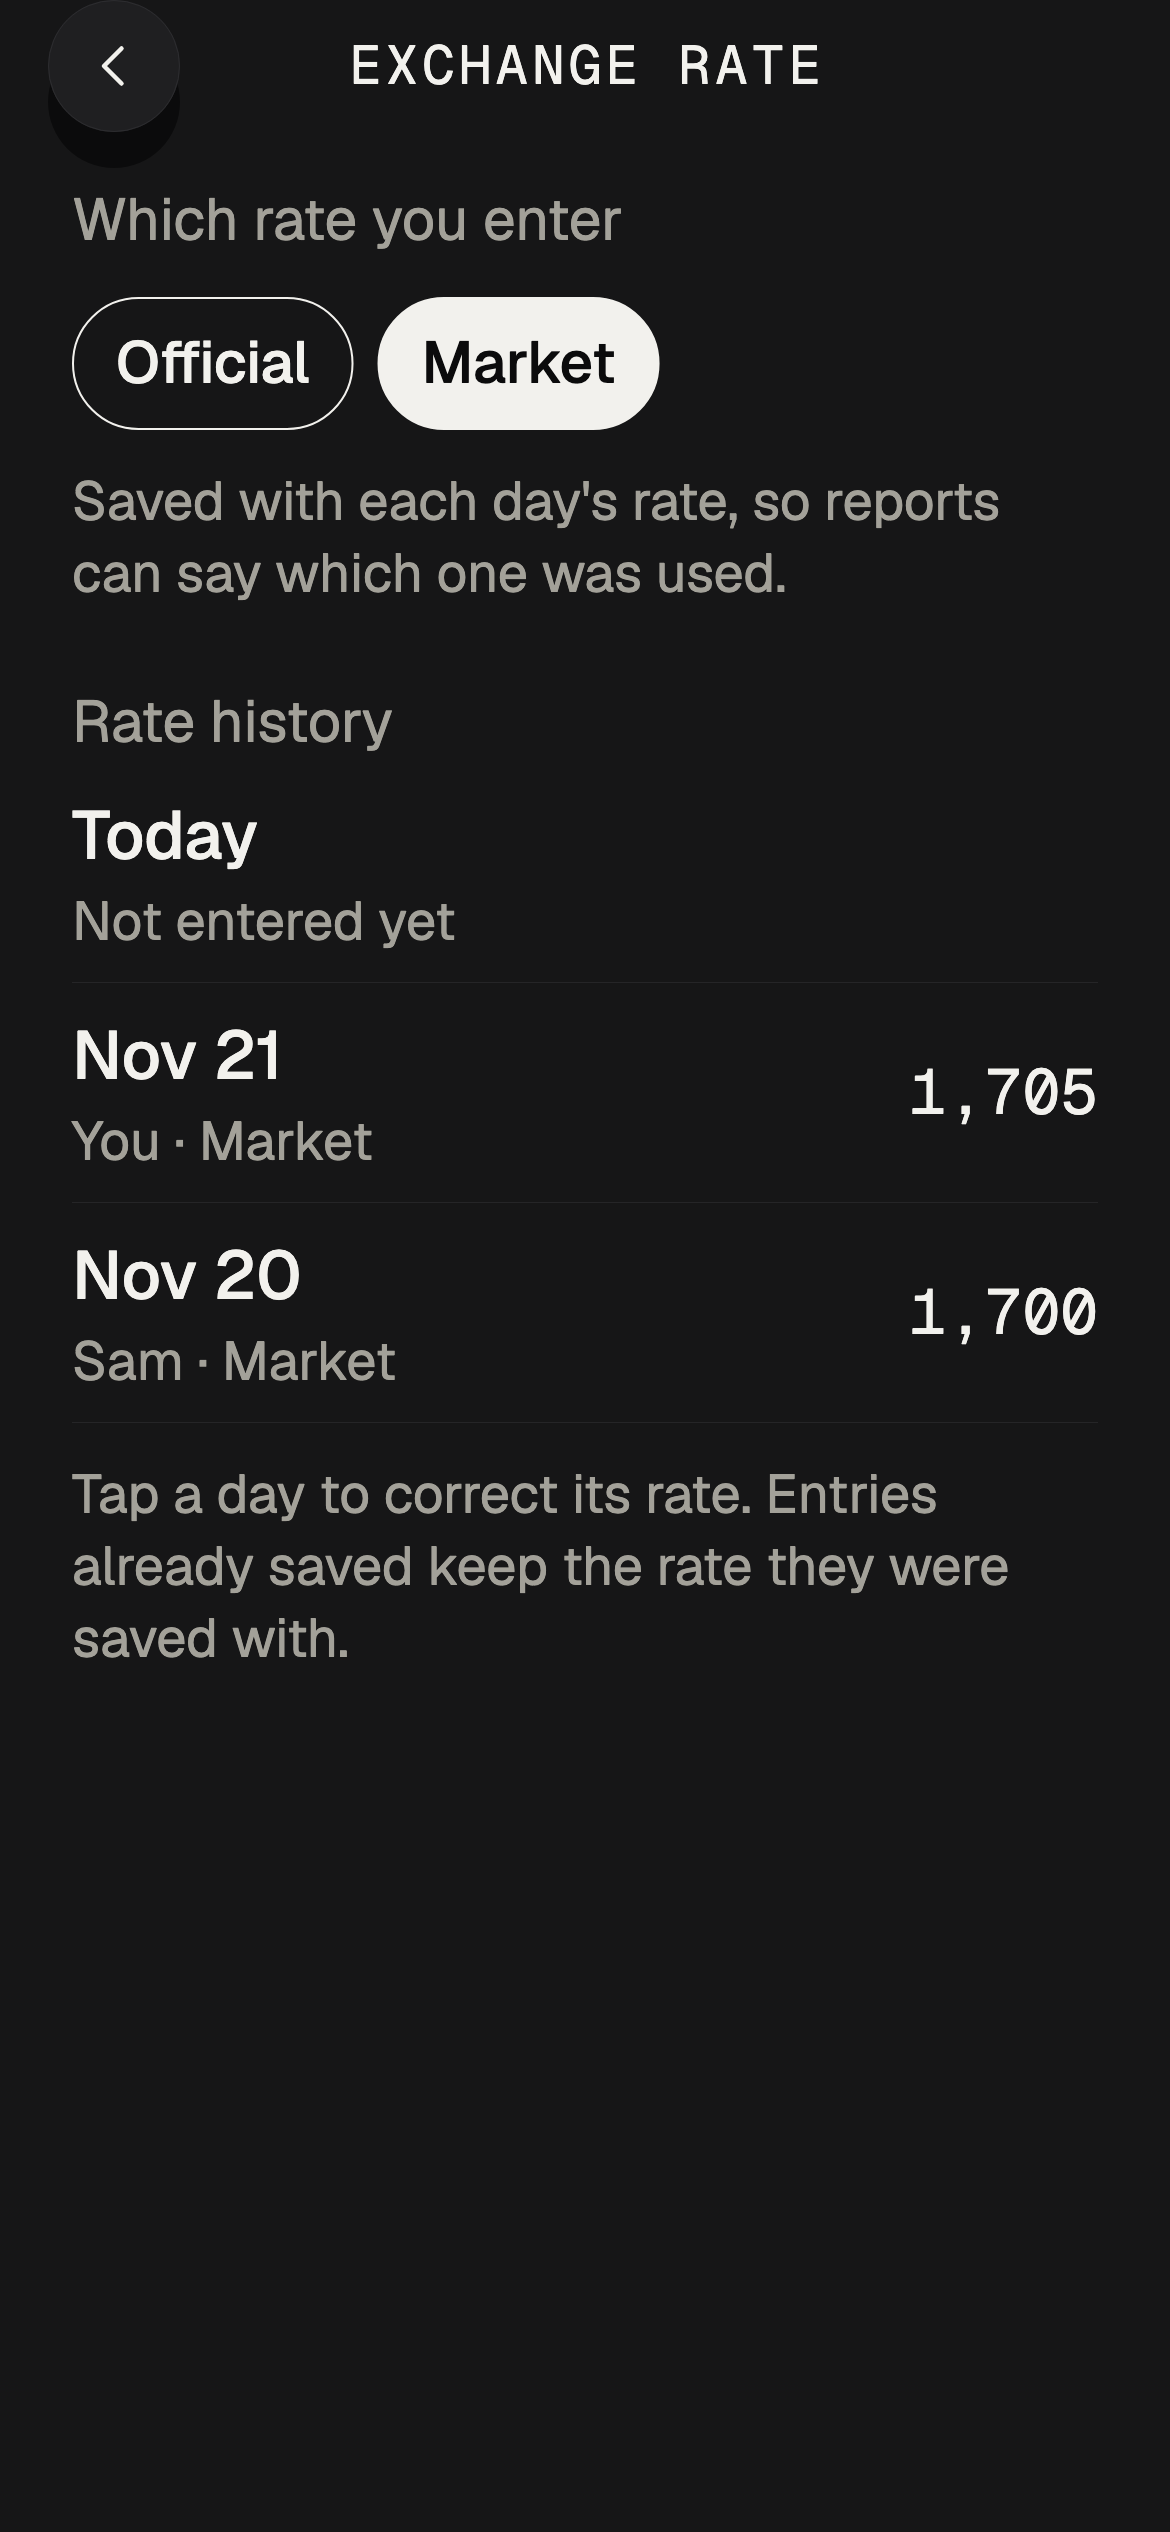 EXCHANGE RATE
Which rate you enter
Official
Market
Saved with each day's rate, so reports
can say which one was used.
Rate history
Today
Not entered yet
Nov 21
1,705
You · Market
Nov 20
1,700
Sam · Market
Tap a day to correct its rate. Entries
already saved keep the rate they were
saved with.